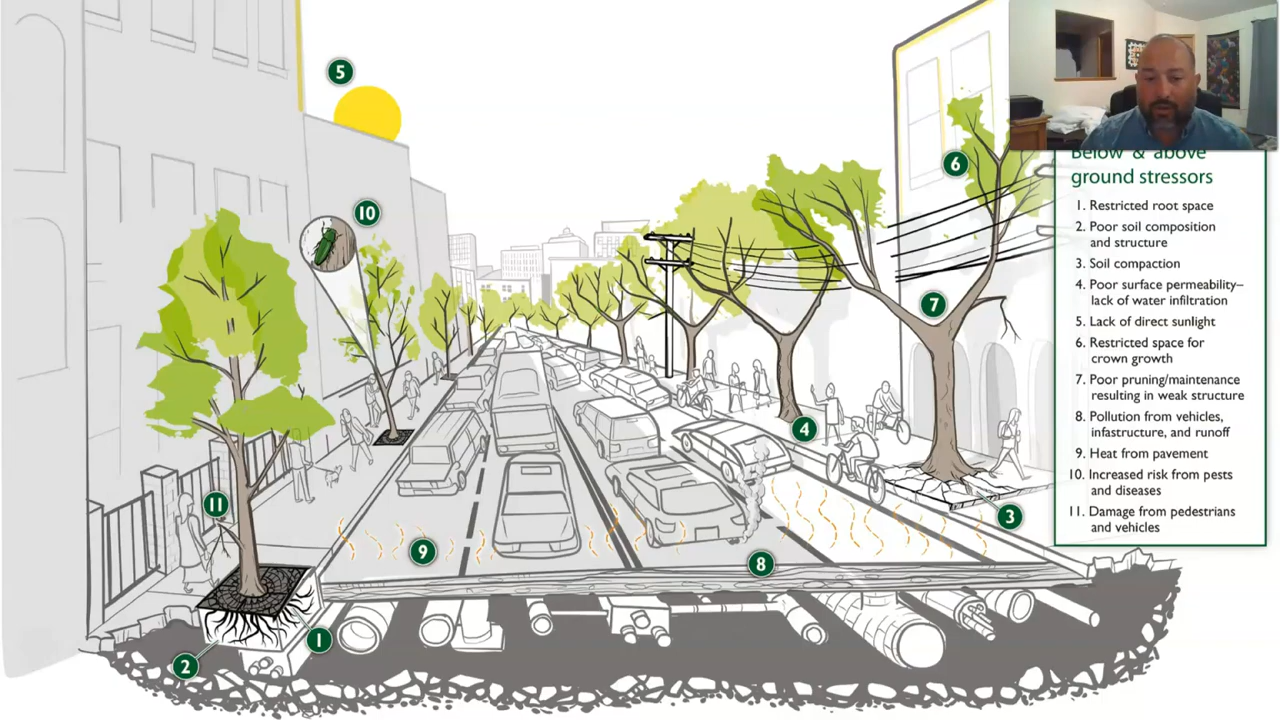 5
10
6
7
4
11
3
9
8
1
2
Below & above
ground stressors
1. Restricted root space
2. Poor soil composition
and structure
3. Soil compaction
4. Poor surface permeability–
lack of water infiltration
5. Lack of direct sunlight
6. Restricted space for
crown growth
7. Poor pruning/maintenance
resulting in weak structure
8. Pollution from vehicles,
infastructure, and runoff
9. Heat from pavement
10. Increased risk from pests
and diseases
11. Damage from pedestrians
and vehicles